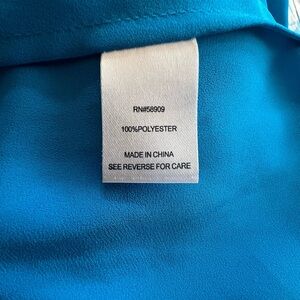 RN#58909
100%POLYESTER
MADE IN CHINA
SEE REVERSE FOR CARE